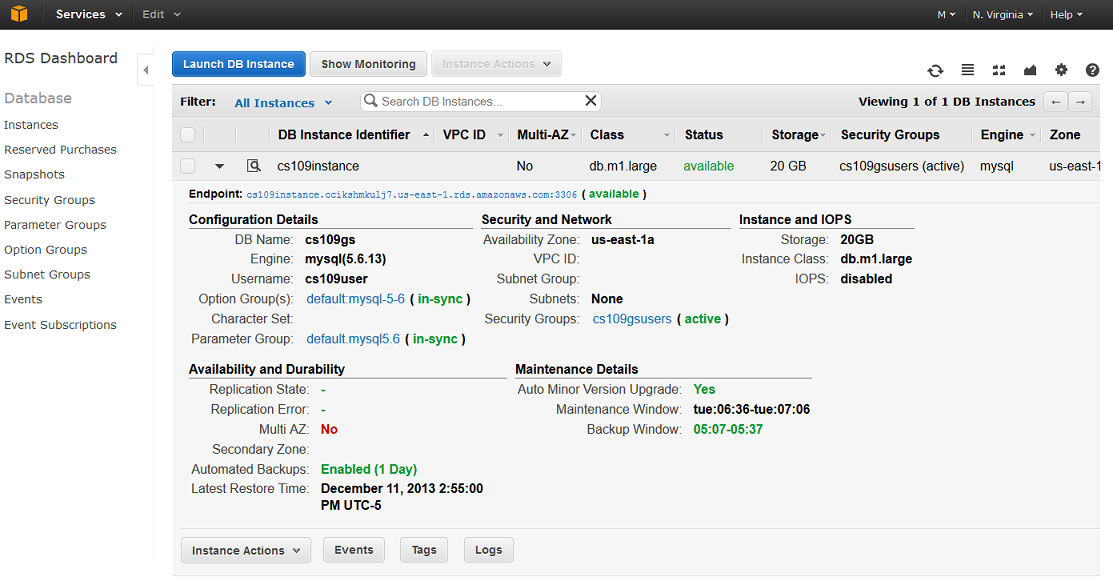 Services Edit M N. Virginia Help
RDS Dashboard
Launch DB Instance Show Monitoring Instance Actions
Database
Filter: All Instances Search DB Instances... Viewing 1 of 1 DB Instances
Instances
Reserved Purchases
Snapshots
Security Groups
Parameter Groups
Option Groups
Subnet Groups
Events
Event Subscriptions
DB Instance Identifier VPC ID Multi-AZ Class Status Storage Security Groups Engine Zone
cs109instance No db.m1.large available 20 GB cs109gsusers (active) mysql us-east-1
Endpoint: cs109instance.ccikshmkulj7.us-east-1.rds.amazonaws.com:3306 ( available )
Configuration Details
DB Name: cs109gs
Engine: mysql(5.6.13)
Username: cs109user
Option Group(s): default:mysql-5-6 ( in-sync )
Character Set:
Parameter Group: default.mysql5.6 ( in-sync )
Security and Network
Availability Zone: us-east-1a
VPC ID:
Subnet Group:
Subnets: None
Security Groups: cs109gsusers ( active )
Instance and IOPS
Storage: 20GB
Instance Class: db.m1.large
IOPS: disabled
Availability and Durability
Replication State: -
Replication Error: -
Multi AZ: No
Secondary Zone:
Automated Backups: Enabled (1 Day)
Latest Restore Time: December 11, 2013 2:55:00
PM UTC-5
Maintenance Details
Auto Minor Version Upgrade: Yes
Maintenance Window: tue:06:36-tue:07:06
Backup Window: 05:07-05:37
Instance Actions Events Tags Logs